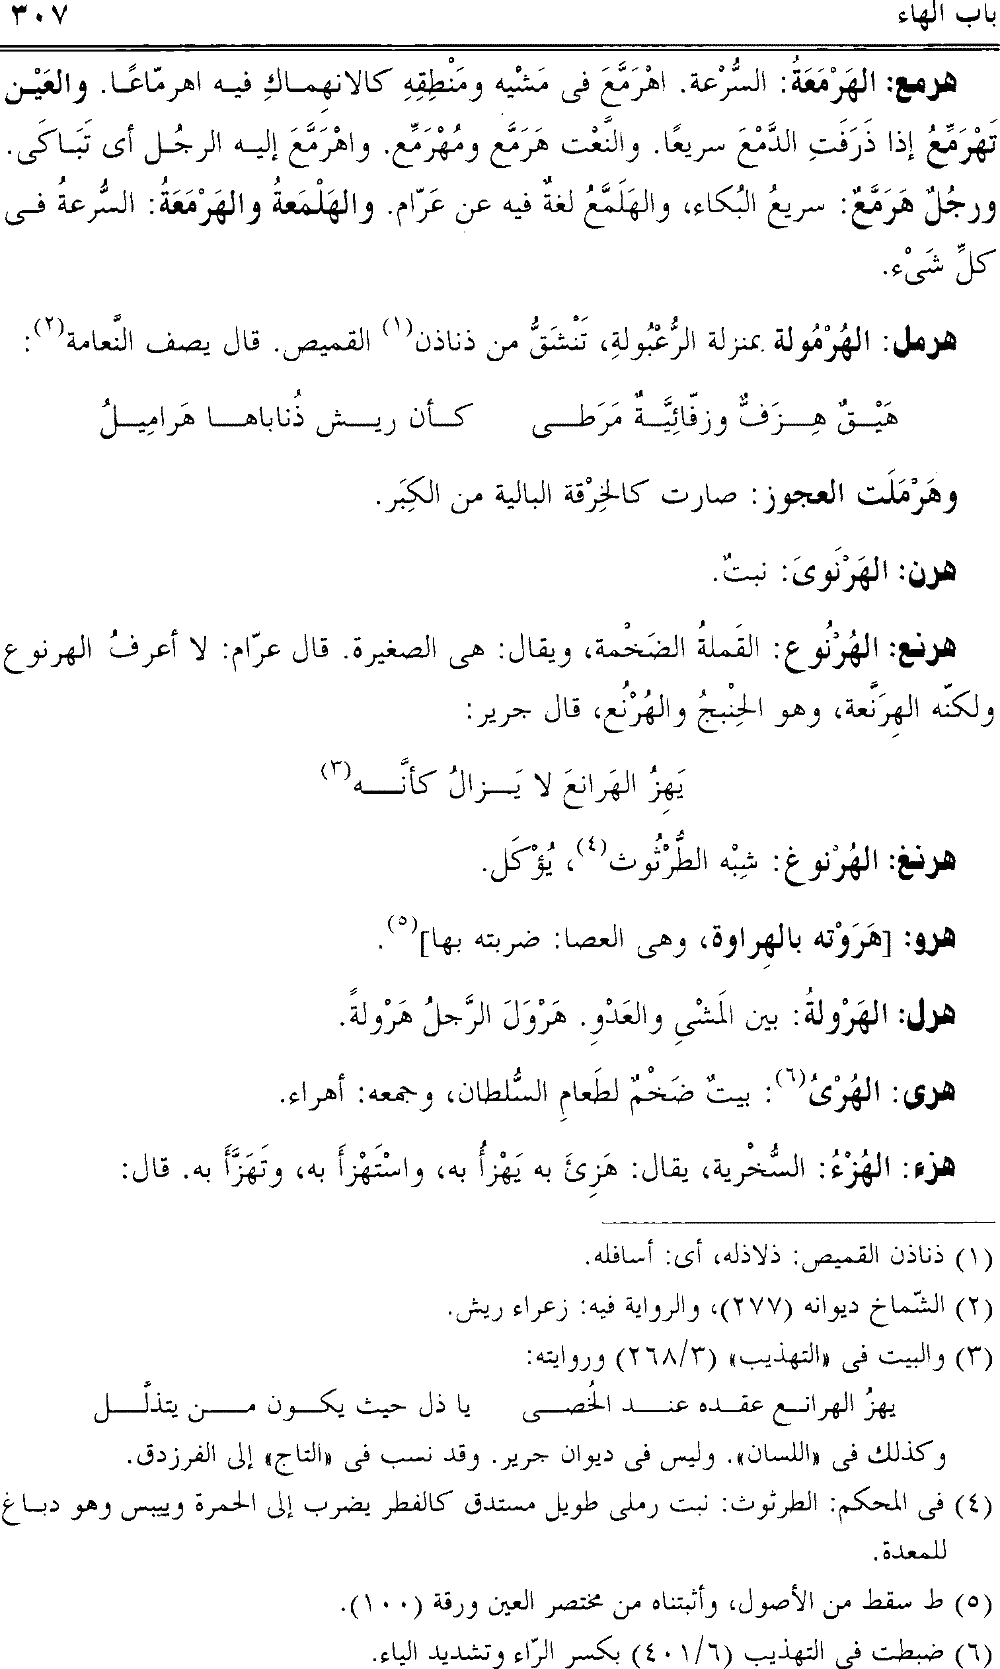 باب الهاء ٣٠٧
هرمع: الهَرْمَعَةُ: السُّرْعة. اهْرَمَّعَ فى مَشْيه ومَنْطِقِهِ كالانهِماكِ فيه اهرمّاعًا. والعَيْن
تَهْرَمِّعُ إذا ذَرَفَتِ الدَّمْعَ سريعًا. والنَّعْت هَرَمَّع ومُهْرَمِّع. واهْرَمَّعَ إليه الرجُل أى تَبَاكَى.
ورجُلٌ هَرَمَّعٌ: سريعُ البُكاء، والهَلَمَّعُ لغةٌ فيه عن عَرّام. والهَلْمَعةُ والهَرْمَعَةُ: السُّرعةُ فى
كلِّ شَىْء.
هرمل: الهُرْمُولة بمنزلة الرُّعْبُولةِ، تَنْشَقُّ من ذناذن(١) القميص. قال يصف النَّعامة(٢):
هَيْقٌ هِزَفٌّ وزفّانِيَّةٌ مَرَطى كأن ريش ذُناباها هَراميِلُ
وهَرْمَلَت العجوز: صارت كالخِرْقة البالية من الكِبَر.
هرن: الهَرْنَوىَ: نبتٌ.
هرنع: الهُرْنُوع: القَملةُ الضَخْمة، ويقال: هى الصغيرة. قال عرّام: لا أعرفُ الهرنوع
ولكنّه الهِرَنَّعة، وهو الحِنْبجُ والهُرْنُع، قال جرير:
يَهِزُ الهَرانعَ لا يَزالُ كأنَّه(٣)
هرنغ: الهُرْنوغ: شِبْه الطُّرْثُوث(٤)، يُؤْكَل.
هرو: [هَرَوْته بالهِراوة، وهى العصا: ضربته بها](٥).
هرل: الهَرْولةُ: بين المَشْىِ والعَدْوِ. هَرْوَلَ الرَّجلُ هَرْولةً.
هرى: الهُرْىُ(٦): بيتٌ ضَخْمٌ لطَعامِ السُّلطان، وجمعه: أهراء.
هزء: الهُزْءُ: السُّخْرية، يقال: هَزِئَ به يَهْزأُ به، واسْتَهْزأَ به، وتَهَزَّأَ به. قال:
(١) ذناذن القميص: ذلاذله، أى: أسافله.
(٢) الشّماخ ديوانه (٢٧٧)، والرواية فيه: زعراء ريش.
(٣) والبيت فى «التهذيب» (٢٦٨/٣) وروايته:
يهزُ الهرانع عقده عند الخُصى يا ذل حيث يكون من يتذلَّل
وكذلك فى «اللسان». وليس فى ديوان جرير. وقد نسب فى «التاج» إلى الفرزدق.
(٤) فى المحكم: الطرثوث: نبت رملى طويل مستدق كالفطر يضرب إلى الحمرة وييبس وهو دباغ
للمعدة.
(٥) ط سقط من الأصول، وأثبتناه من مختصر العين ورقة (١٠٠).
(٦) ضبطت فى التهذيب (٤٠١/٦) بكسر الرّاء وتشديد الياء.